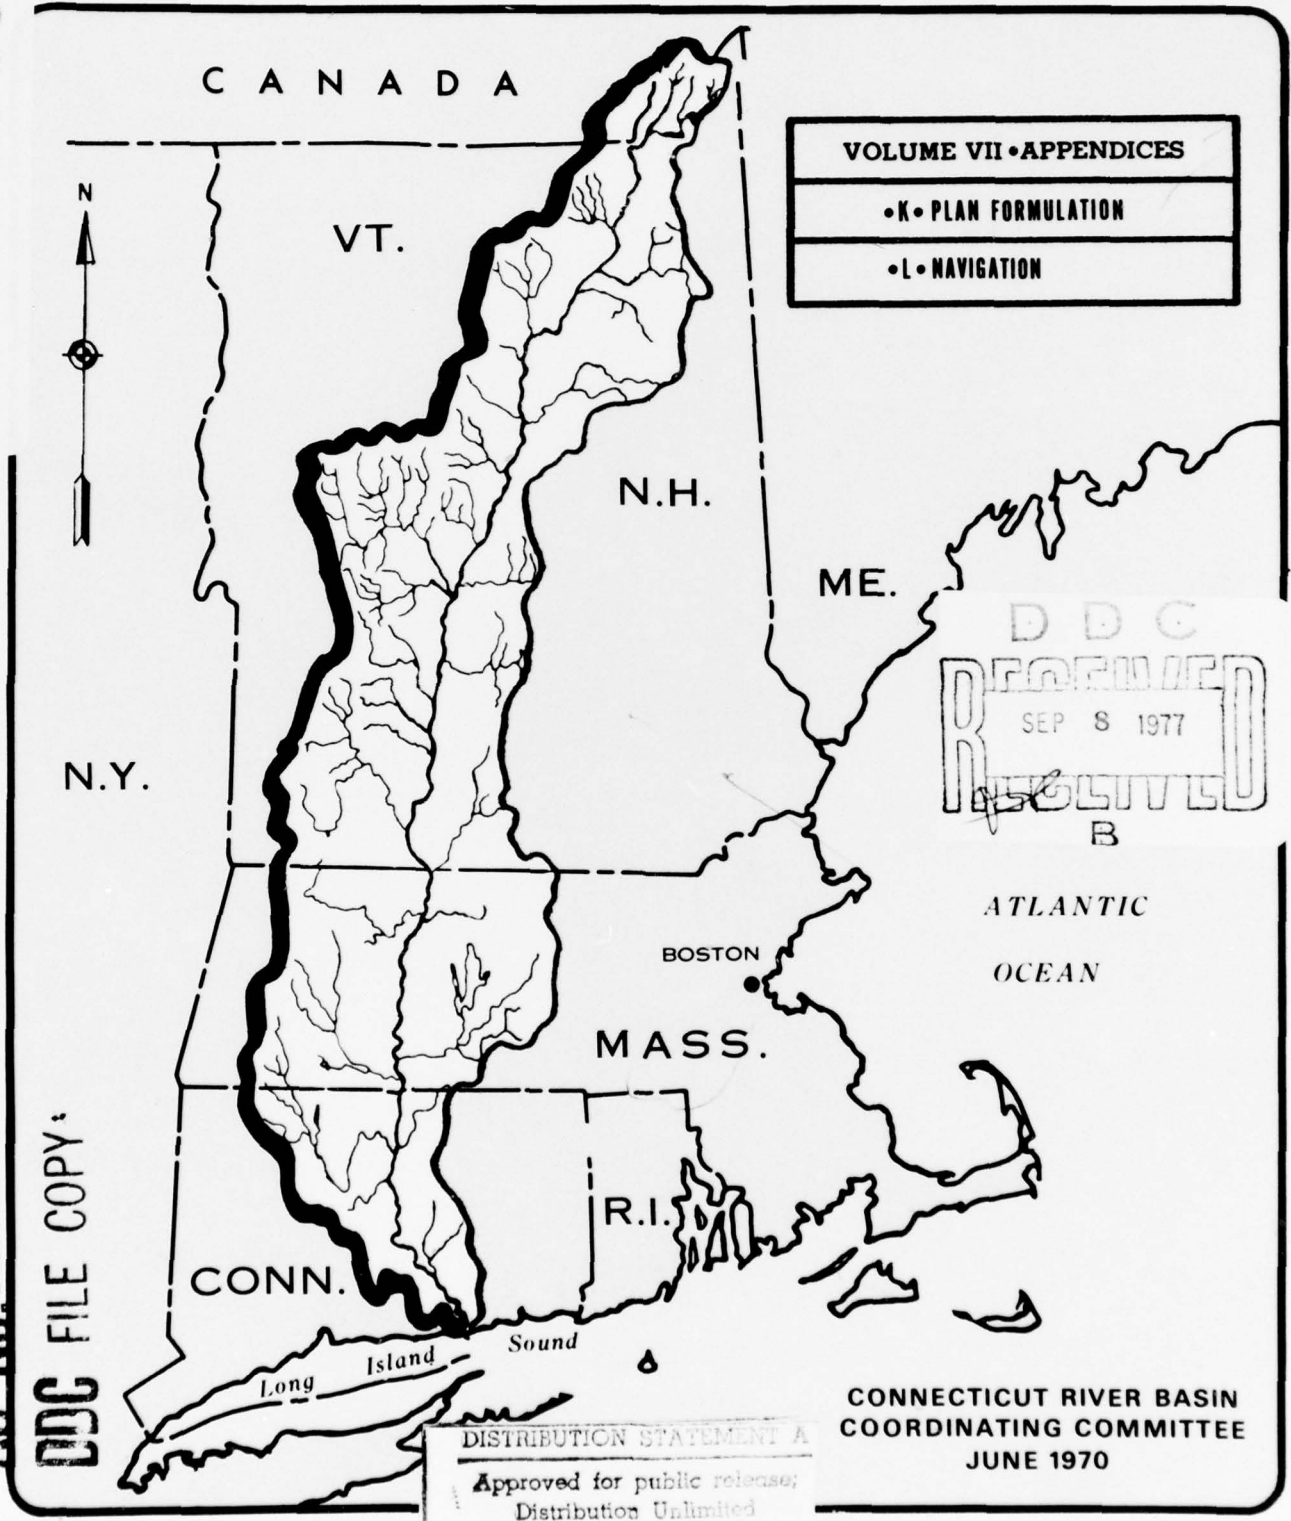 CANADA
VOLUME VII • APPENDICES
• K • PLAN FORMULATION
• L • NAVIGATION
N
VT.
N.H.
ME.
DDC
RECEIVED
SEP 8 1977
RECEIVED
B
N.Y.
ATLANTIC
OCEAN
BOSTON
MASS.
R.I.
CONN.
Long Island Sound
DDC FILE COPY
CONNECTICUT RIVER BASIN
COORDINATING COMMITTEE
JUNE 1970
DISTRIBUTION STATEMENT A
Approved for public release;
Distribution Unlimited